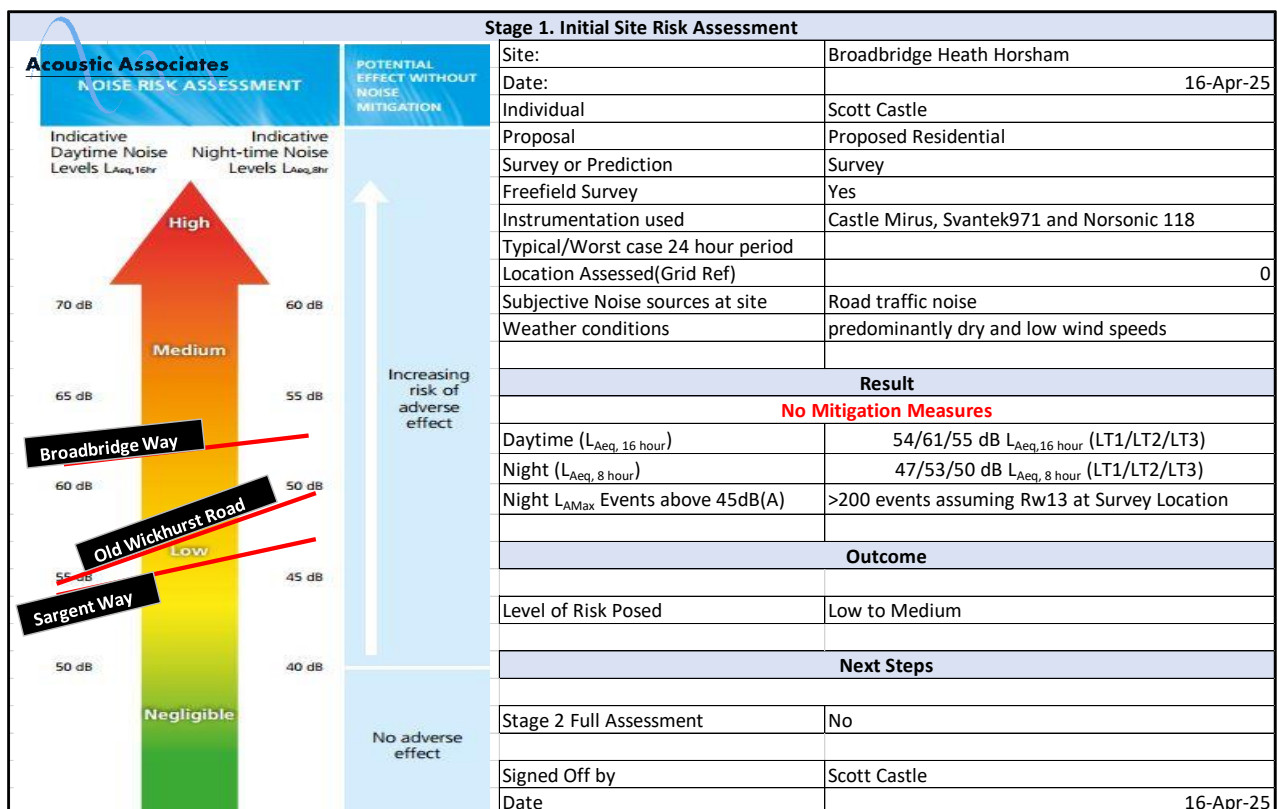 Stage 1. Initial Site Risk Assessment
Acoustic Associates
NOISE RISK ASSESSMENT
POTENTIAL
EFFECT WITHOUT
NOISE
MITIGATION
Indicative
Daytime Noise
Levels LAeq,16hr
Indicative
Night-time Noise
Levels LAeq,8hr
High
70 dB
60 dB
Medium
65 dB
55 dB
Broadbridge Way
60 dB
50 dB
Old Wickhurst Road
Low
55 dB
45 dB
Sargent Way
50 dB
40 dB
Negligible
Increasing
risk of
adverse
effect
No adverse
effect
Site: Broadbridge Heath Horsham
Date: 16-Apr-25
Individual Scott Castle
Proposal Proposed Residential
Survey or Prediction Survey
Freefield Survey Yes
Instrumentation used Castle Mirus, Svantek971 and Norsonic 118
Typical/Worst case 24 hour period
Location Assessed(Grid Ref) 0
Subjective Noise sources at site Road traffic noise
Weather conditions predominantly dry and low wind speeds
Result
No Mitigation Measures
Daytime (LAeq, 16 hour) 54/61/55 dB LAeq,16 hour (LT1/LT2/LT3)
Night (LAeq, 8 hour) 47/53/50 dB LAeq, 8 hour (LT1/LT2/LT3)
Night LAMax Events above 45dB(A) >200 events assuming Rw13 at Survey Location
Outcome
Level of Risk Posed Low to Medium
Next Steps
Stage 2 Full Assessment No
Signed Off by Scott Castle
Date 16-Apr-25